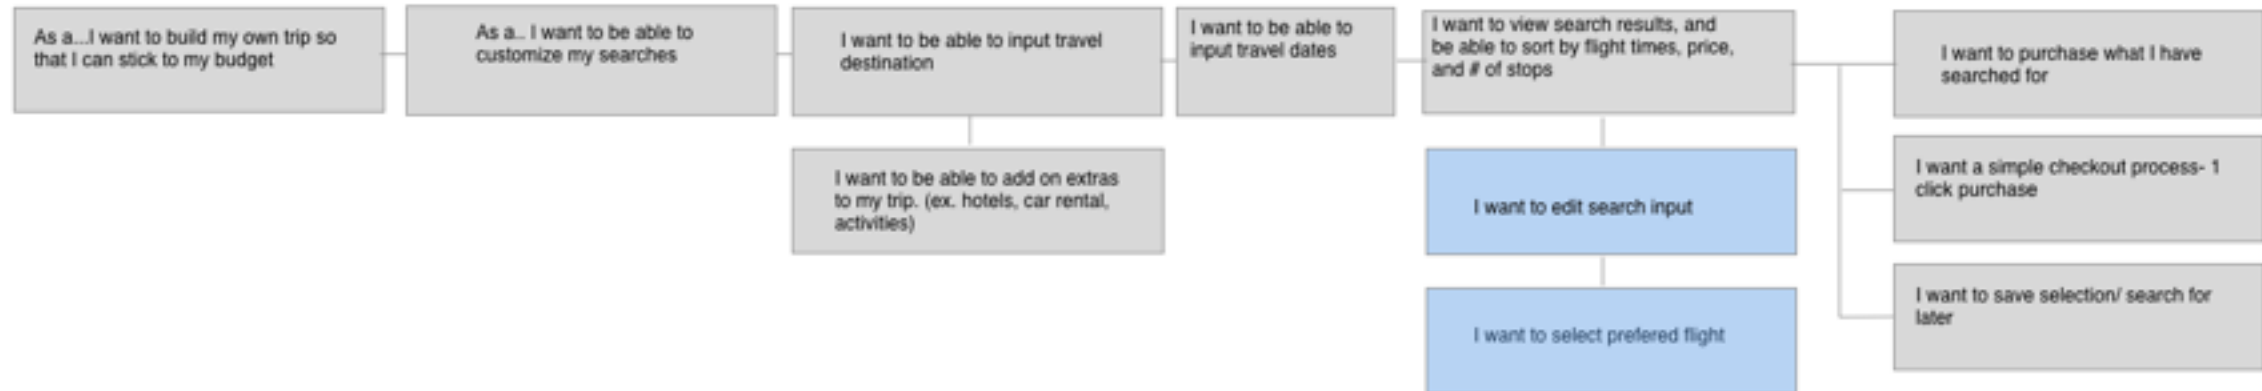 As a...I want to build my own trip so
that I can stick to my budget
As a.. I want to be able to
customize my searches
I want to be able to input travel
destination
I want to be able to
input travel dates
I want to view search results, and
be able to sort by flight times, price,
and # of stops
I want to purchase what I have
searched for
I want to be able to add on extras
to my trip. (ex. hotels, car rental,
activities)
I want to edit search input
I want to select prefered flight
I want a simple checkout process- 1
click purchase
I want to save selection/ search for
later